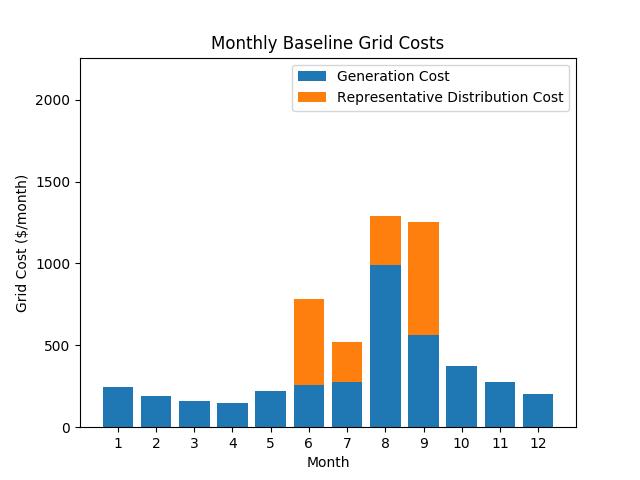 Monthly Baseline Grid Costs
Generation Cost
Representative Distribution Cost
Grid Cost ($/month)
2000
1500
1000
500
0
1 2 3 4 5 6 7 8 9 10 11 12
Month